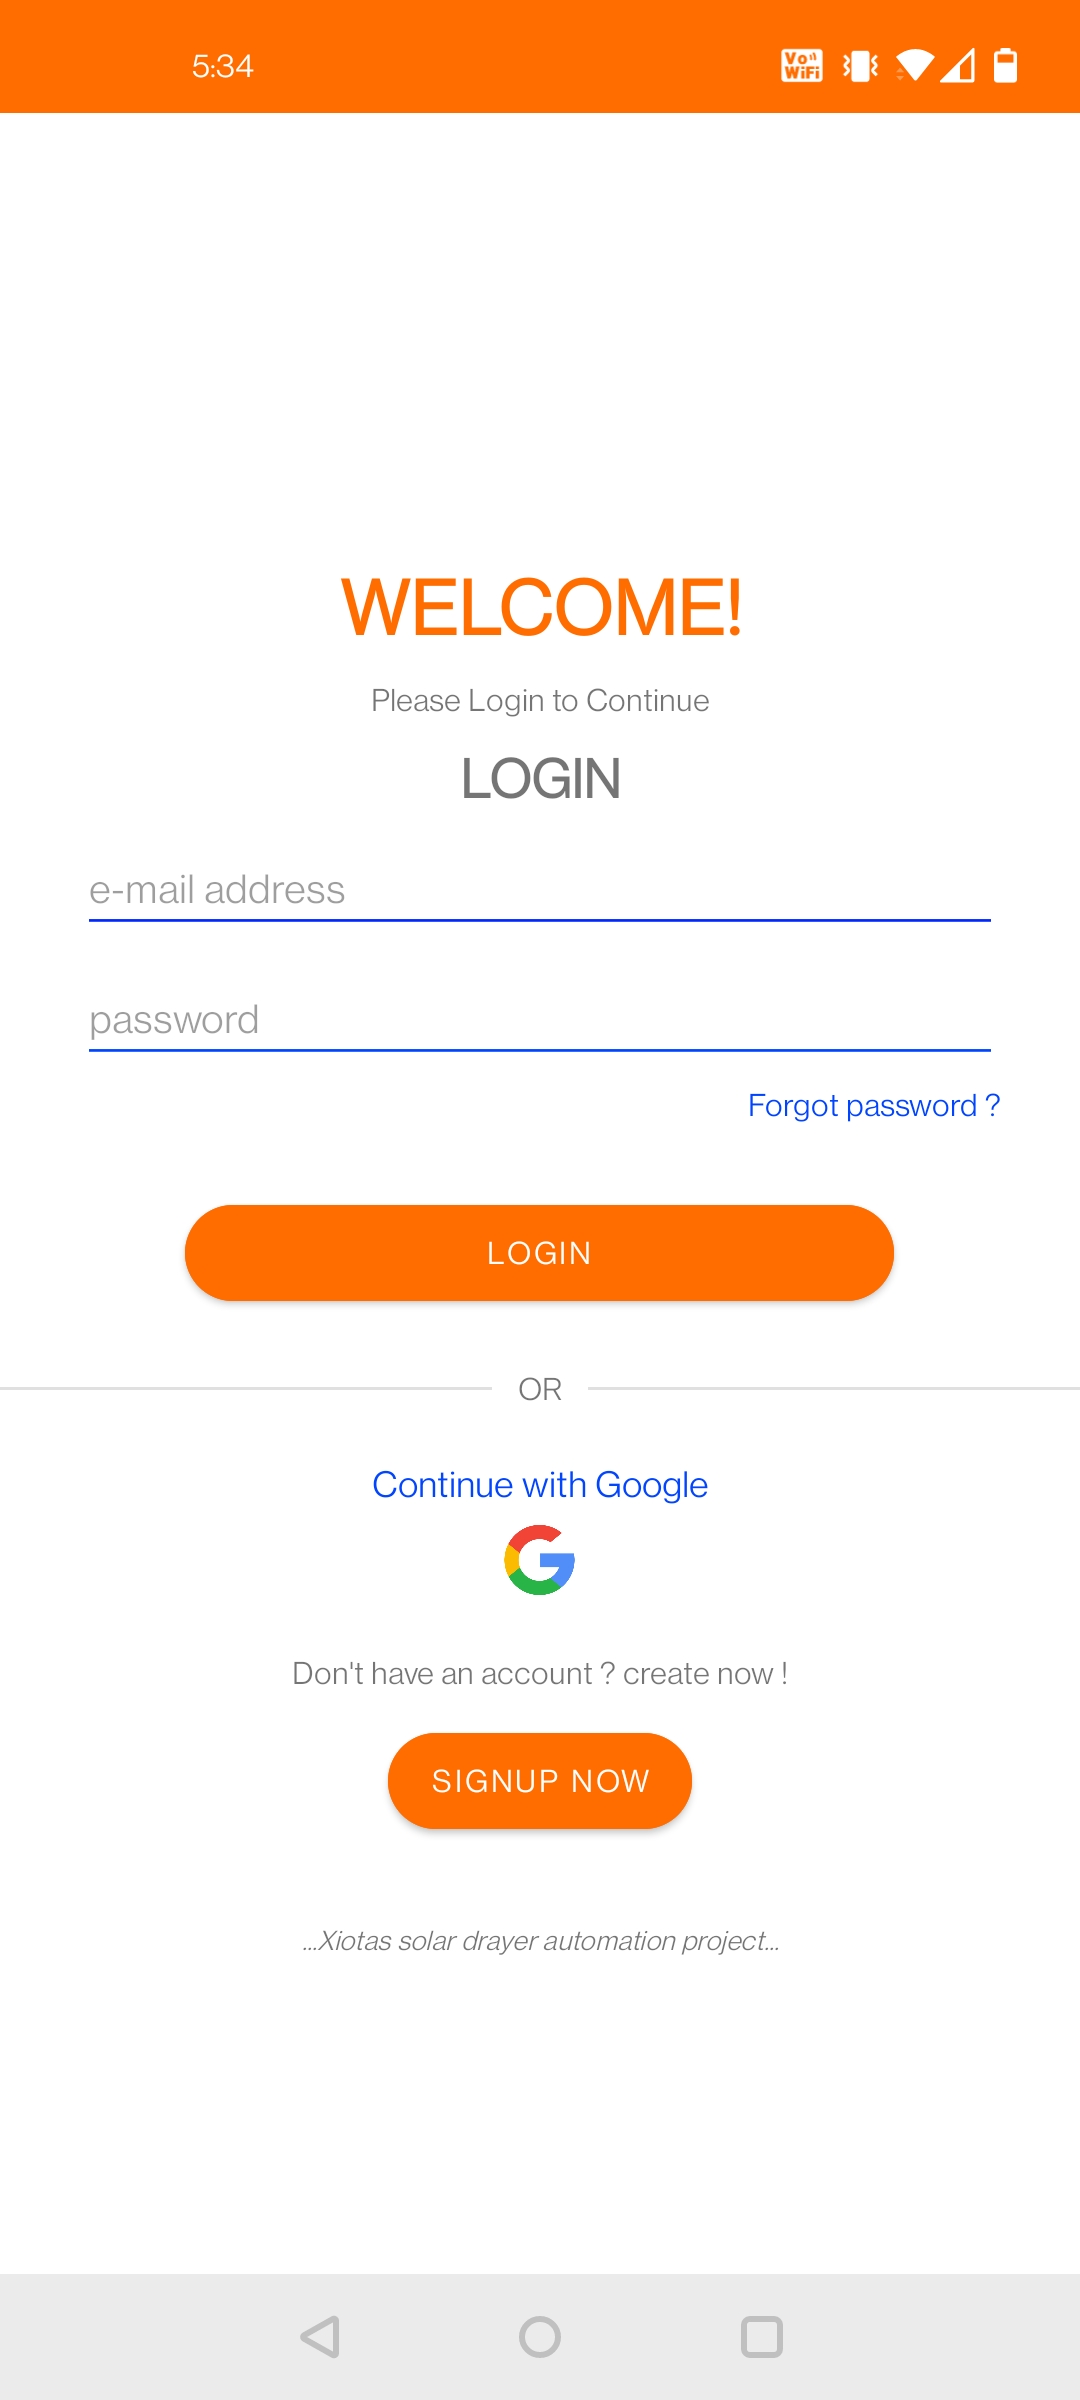 5:34
Vo WiFi
WELCOME!
Please Login to Continue
LOGIN
e-mail address
password
Forgot password ?
LOGIN
OR
Continue with Google
Don't have an account ? create now !
SIGNUP NOW
...Xiotas solar drayer automation project...